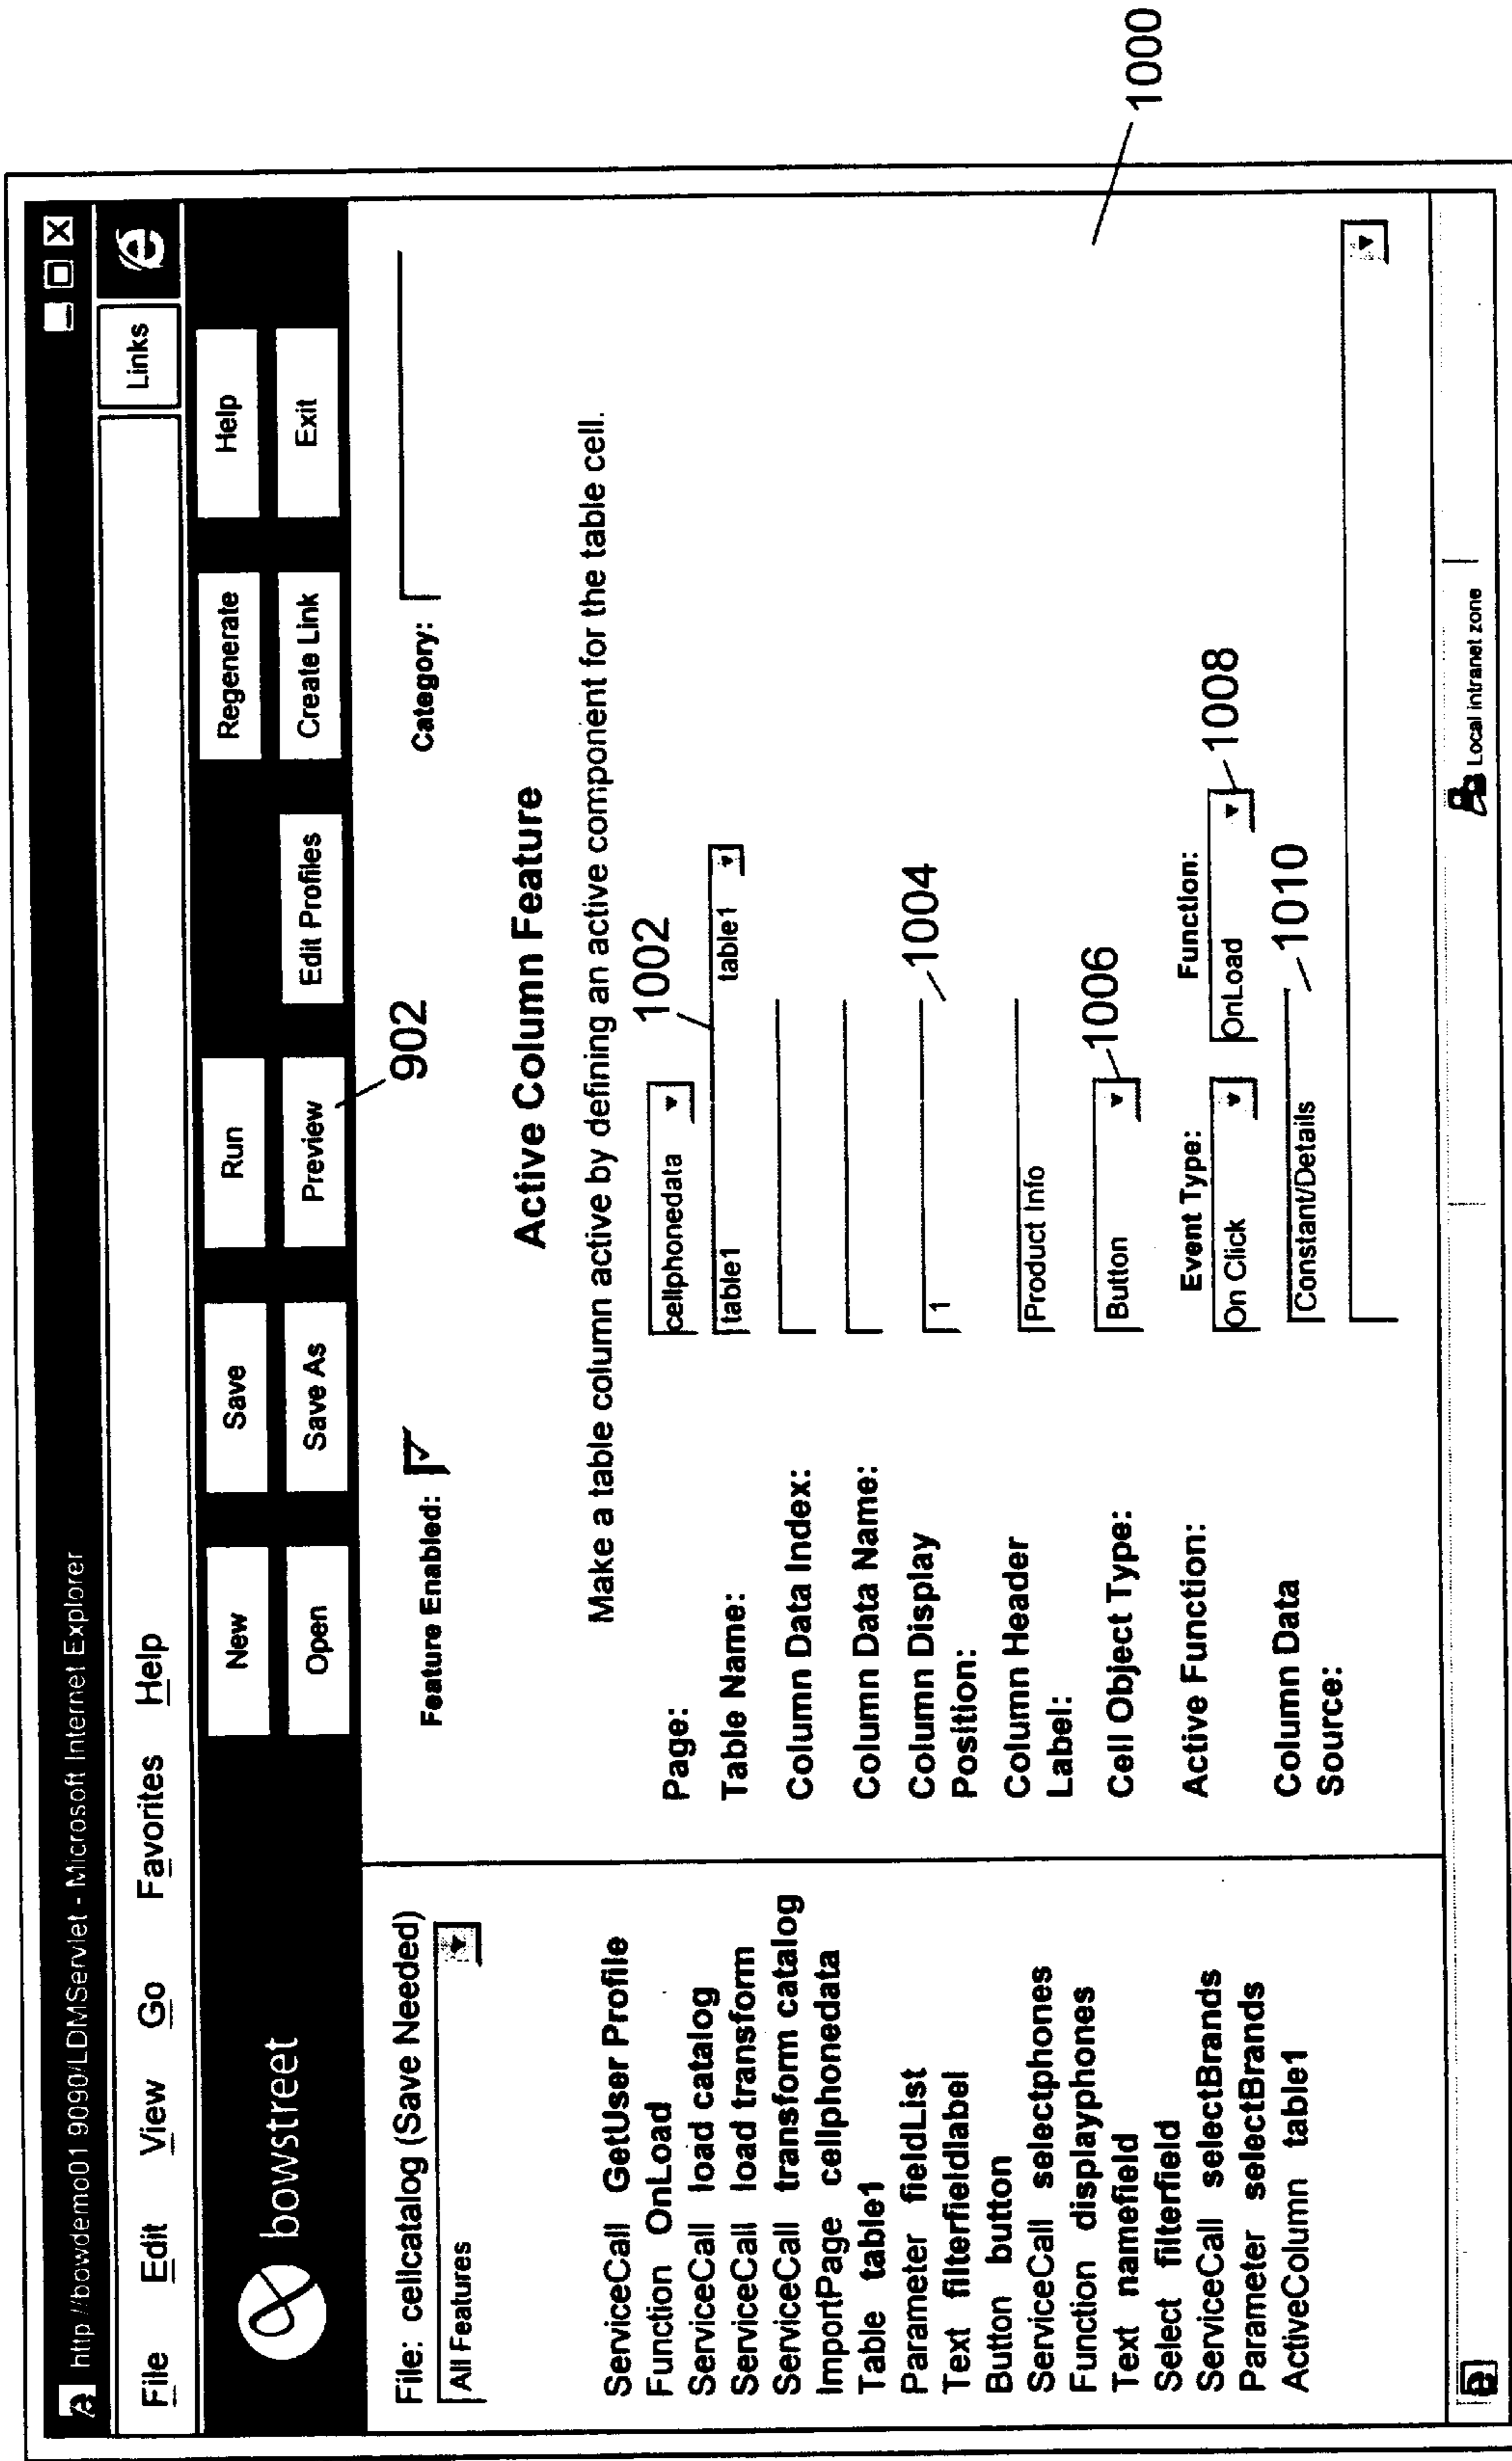 http //bowdemo01 9090/LDMServlet - Microsoft Internet Explorer
File Edit View Go Favorites Help
Links
bowstreet
New Save Run Regenerate Help
Open Save As Preview Edit Profiles Create Link Exit
902
File: cellcatalog (Save Needed)
All Features
ServiceCall GetUser Profile
Function OnLoad
ServiceCall load catalog
ServiceCall load transform
ServiceCall transform catalog
ImportPage cellphonedata
Table table1
Parameter fieldList
Text filterfieldlabel
Button button
ServiceCall selectphones
Function displayphones
Text namefield
Select filterfield
ServiceCall selectBrands
Parameter selectBrands
ActiveColumn table1
Feature Enabled:
Category:
Active Column Feature
Make a table column active by defining an active component for the table cell.
Page: cellphonedata
1002
Table Name: table1 table1
Column Data Index:
Column Data Name:
Column Display
Position:
1
1004
Column Header
Label:
Product Info
Cell Object Type: Button
1006
Active Function:
Event Type: Function:
On Click OnLoad
1008
Column Data
Source:
Constant/Details
1010
1000
Local intranet zone